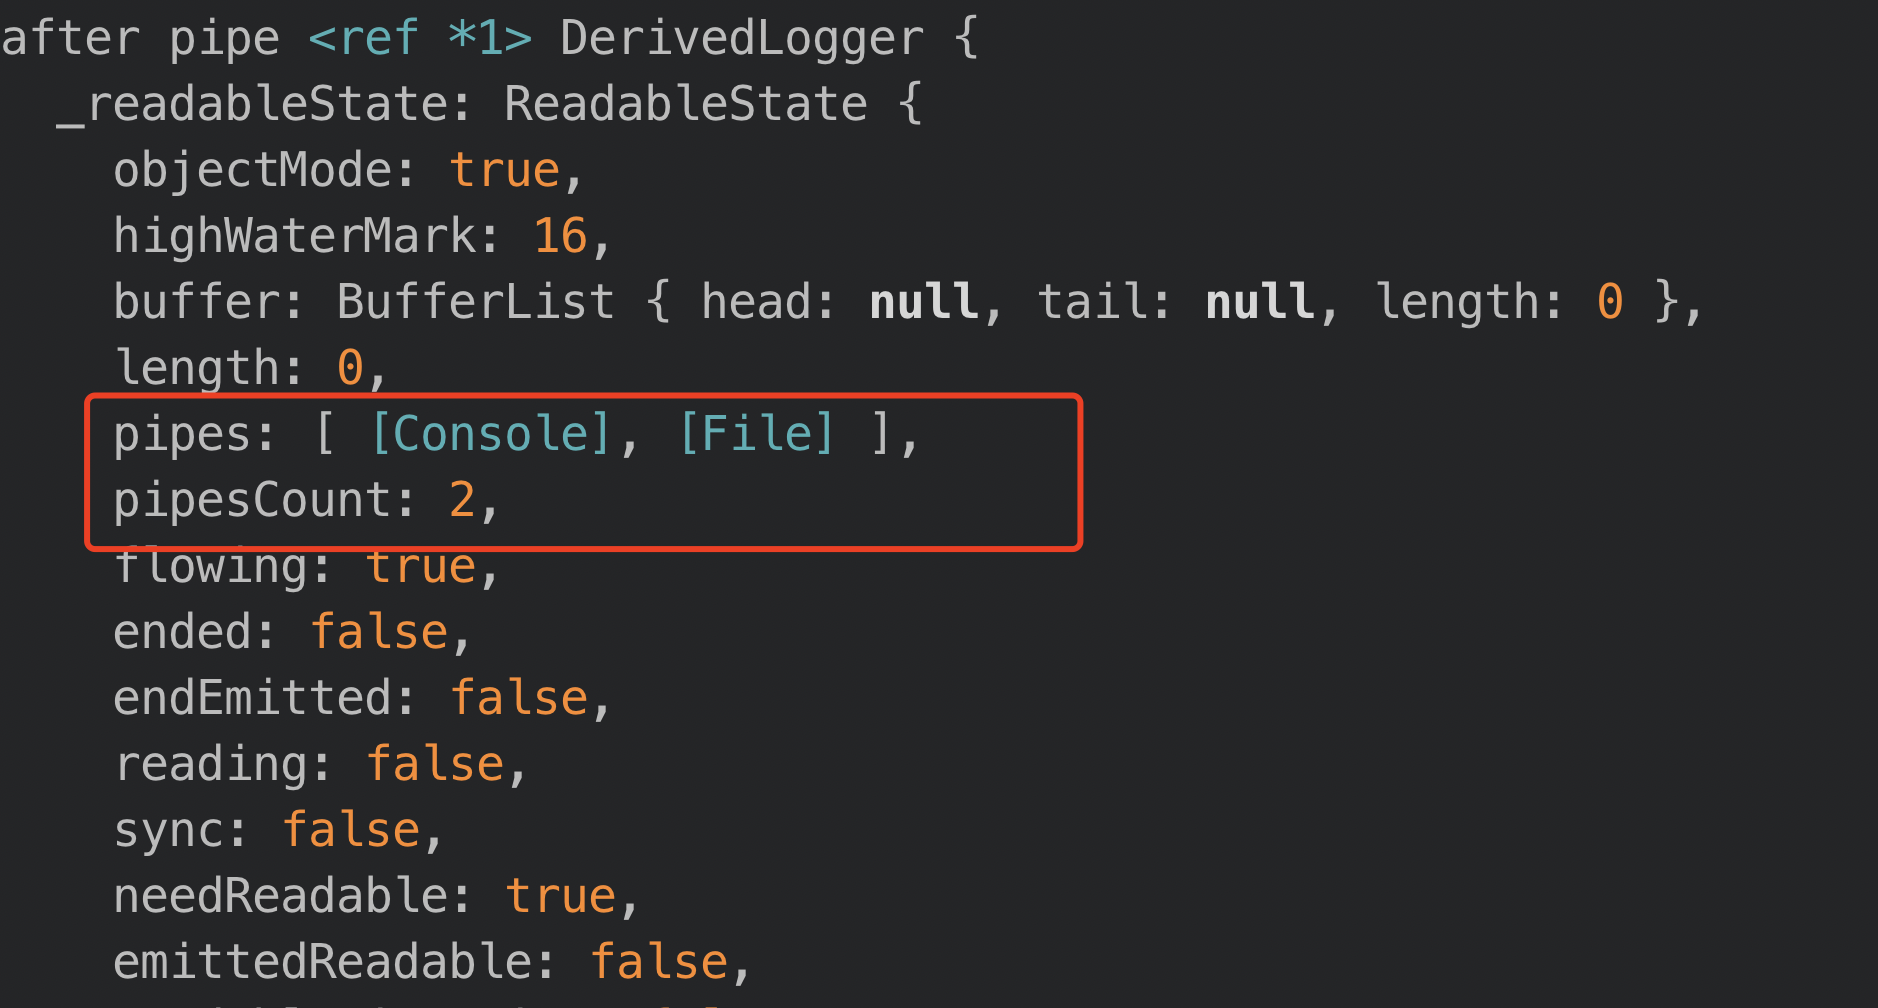 after pipe <ref *1> DerivedLogger {
  _readableState: ReadableState {
    objectMode: true,
    highWaterMark: 16,
    buffer: BufferList { head: null, tail: null, length: 0 },
    length: 0,
    pipes: [ [Console], [File] ],
    pipesCount: 2,
    flowing: true,
    ended: false,
    endEmitted: false,
    reading: false,
    sync: false,
    needReadable: true,
    emittedReadable: false,